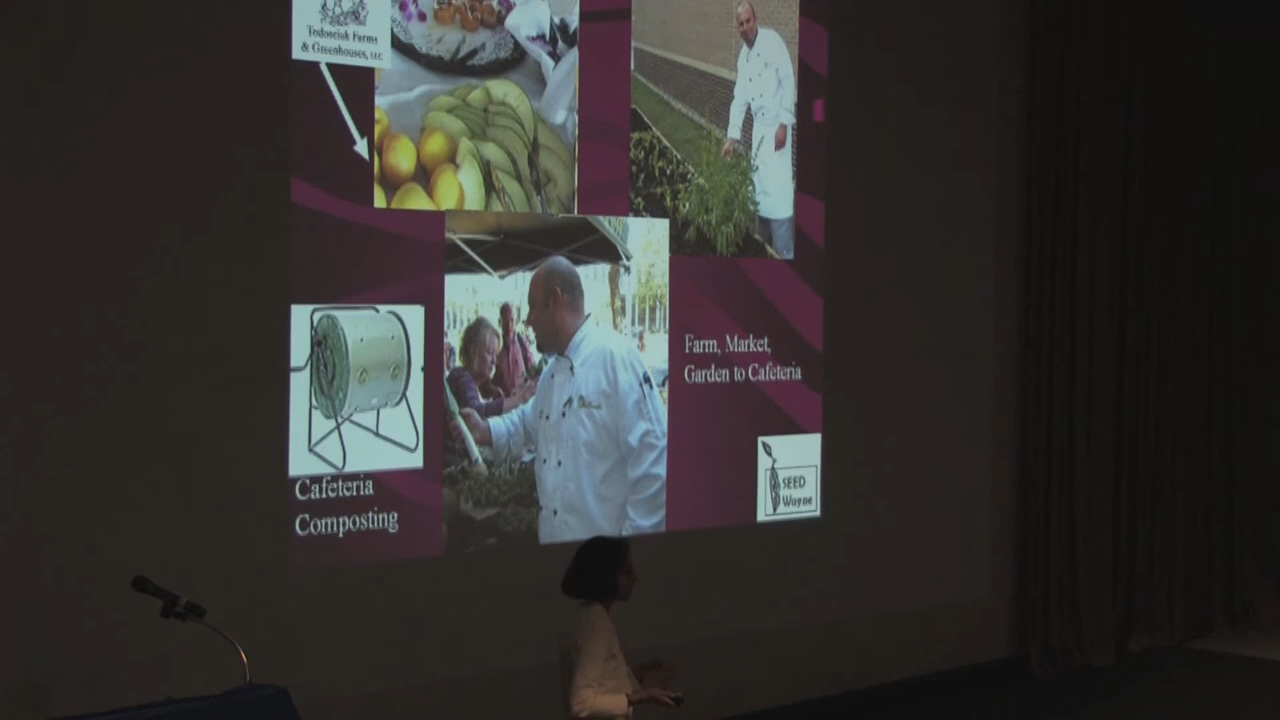 Todosciuk Farms
& Greenhouses, LLC
Farm, Market,
Garden to Cafeteria
SEED
Wayne
Cafeteria
Composting